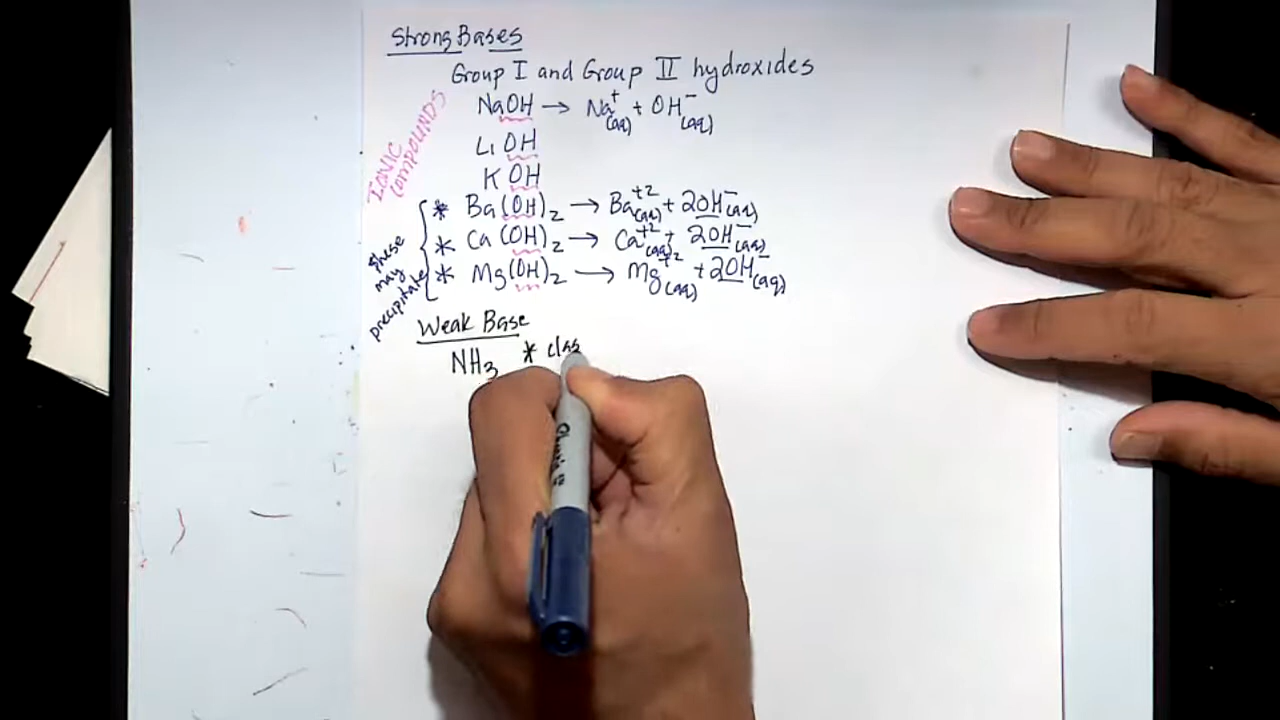 Strong Bases
Group I and Group II hydroxides
NaOH → Na⁺(aq) + OH⁻(aq)
LiOH
KOH
IONIC COMPOUNDS
* Ba(OH)₂ → Ba⁺²(aq) + 2OH⁻(aq)
* Ca(OH)₂ → Ca⁺²(aq) + 2OH⁻(aq)
* Mg(OH)₂ → Mg⁺²(aq) + 2OH⁻(aq)
these
may
precipitate
Weak Base
NH₃ * clas